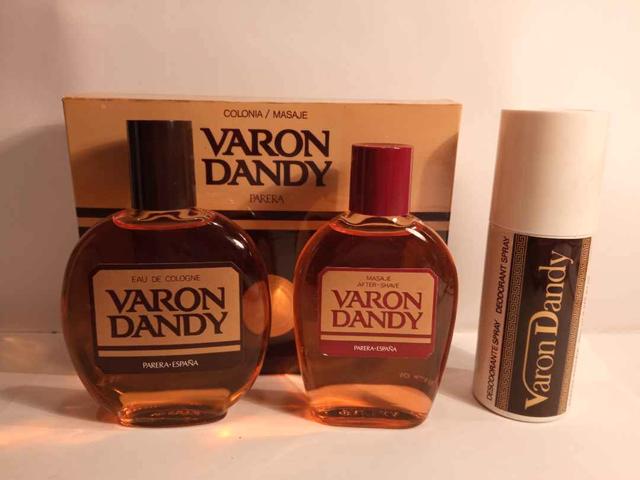 COLONIA / MASAJE
VARON
DANDY
PARERA
EAU DE COLOGNE
VARON
DANDY
PARERA-ESPAÑA
MASAJE
AFTER-SHAVE
VARON
DANDY
PARERA-ESPAÑA
DESODORANTE SPRAY DEODORANT SPRAY
Varon Dandy